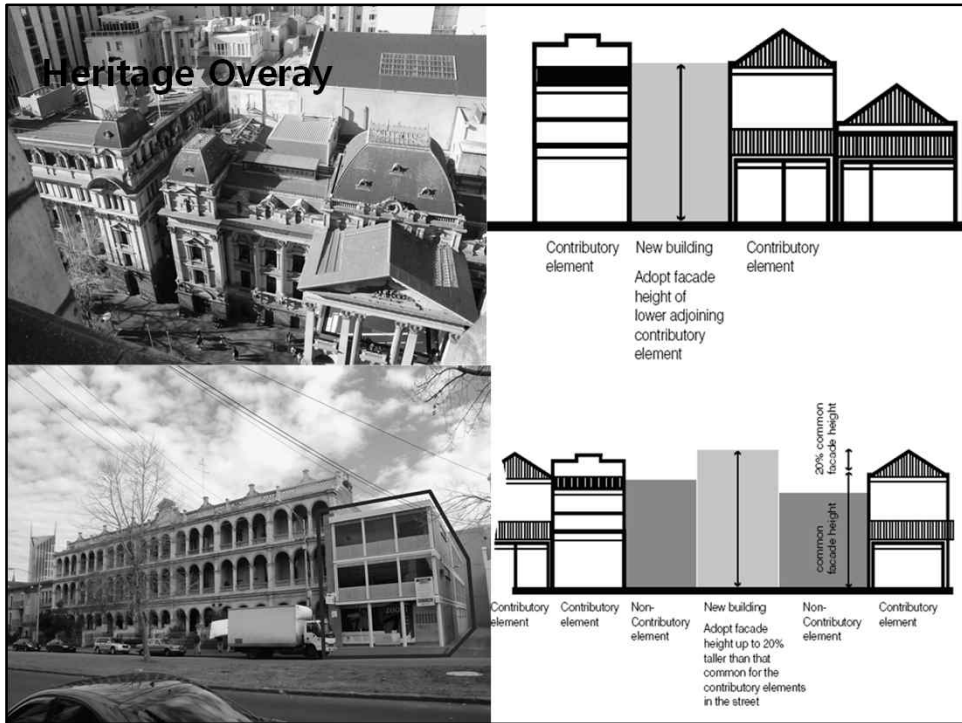 Heritage Overay
Contributory
element
New building
Adopt facade
height of
lower adjoining
contributory
element
Contributory
element
20% common
facade height
common
facade height
Contributory
element
Contributory
element
Non-
Contributory
element
New building
Adopt facade
height up to 20%
taller than that
common for the
contributory elements
in the street
Non-
Contributory
element
Contributory
element